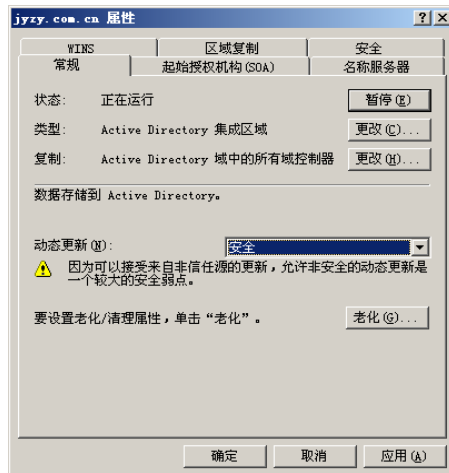 jyzy.com.cn 属性
WINS 区域复制 安全
常规 起始授权机构(SOA) 名称服务器
状态: 正在运行 暂停(E)
类型: Active Directory 集成区域 更改(C)...
复制: Active Directory 域中的所有域控制器 更改(H)...
数据存储到 Active Directory。
动态更新(N): 安全
因为可以接受来自非信任源的更新，允许非安全的动态更新是
一个较大的安全弱点。
要设置老化/清理属性，单击“老化”。 老化(G)...
确定 取消 应用(A)